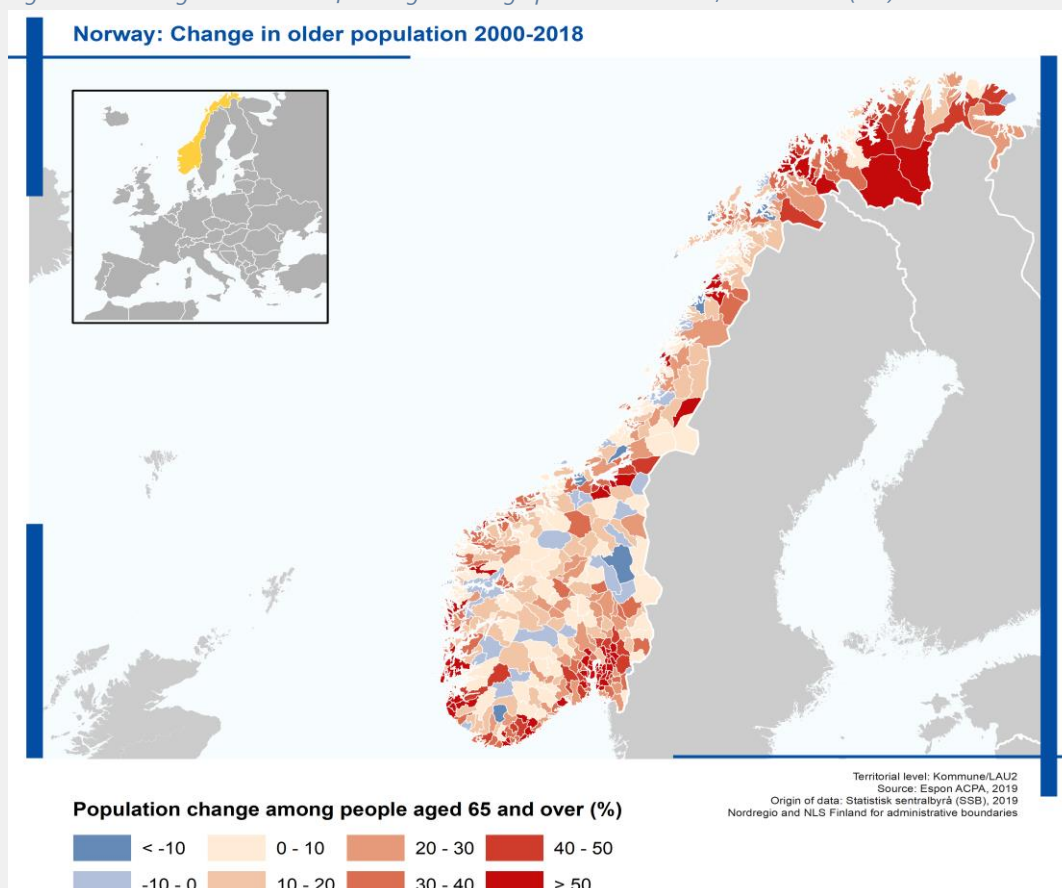 Norway: Change in older population 2000-2018
Territorial level: Kommune/LAU2
Source: Espon ACPA, 2019
Origin of data: Statistisk sentralbyrå (SSB), 2019
Nordregio and NLS Finland for administrative boundaries
Population change among people aged 65 and over (%)
< -10 0 - 10 20 - 30 40 - 50
-10 - 0 10 - 20 30 - 40 > 50